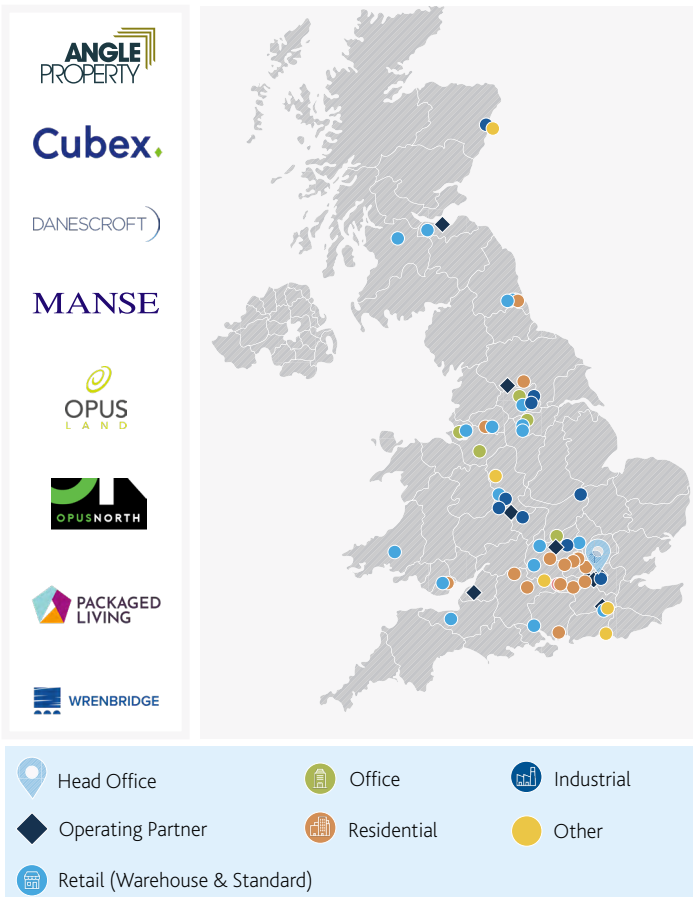 ANGLE
PROPERTY
Cubex.
DANESCROFT
MANSE
OPUS
LAND
OPUSNORTH
PACKAGED
LIVING
WRENBRIDGE
Head Office
Office
Industrial
Operating Partner
Residential
Other
Retail (Warehouse & Standard)